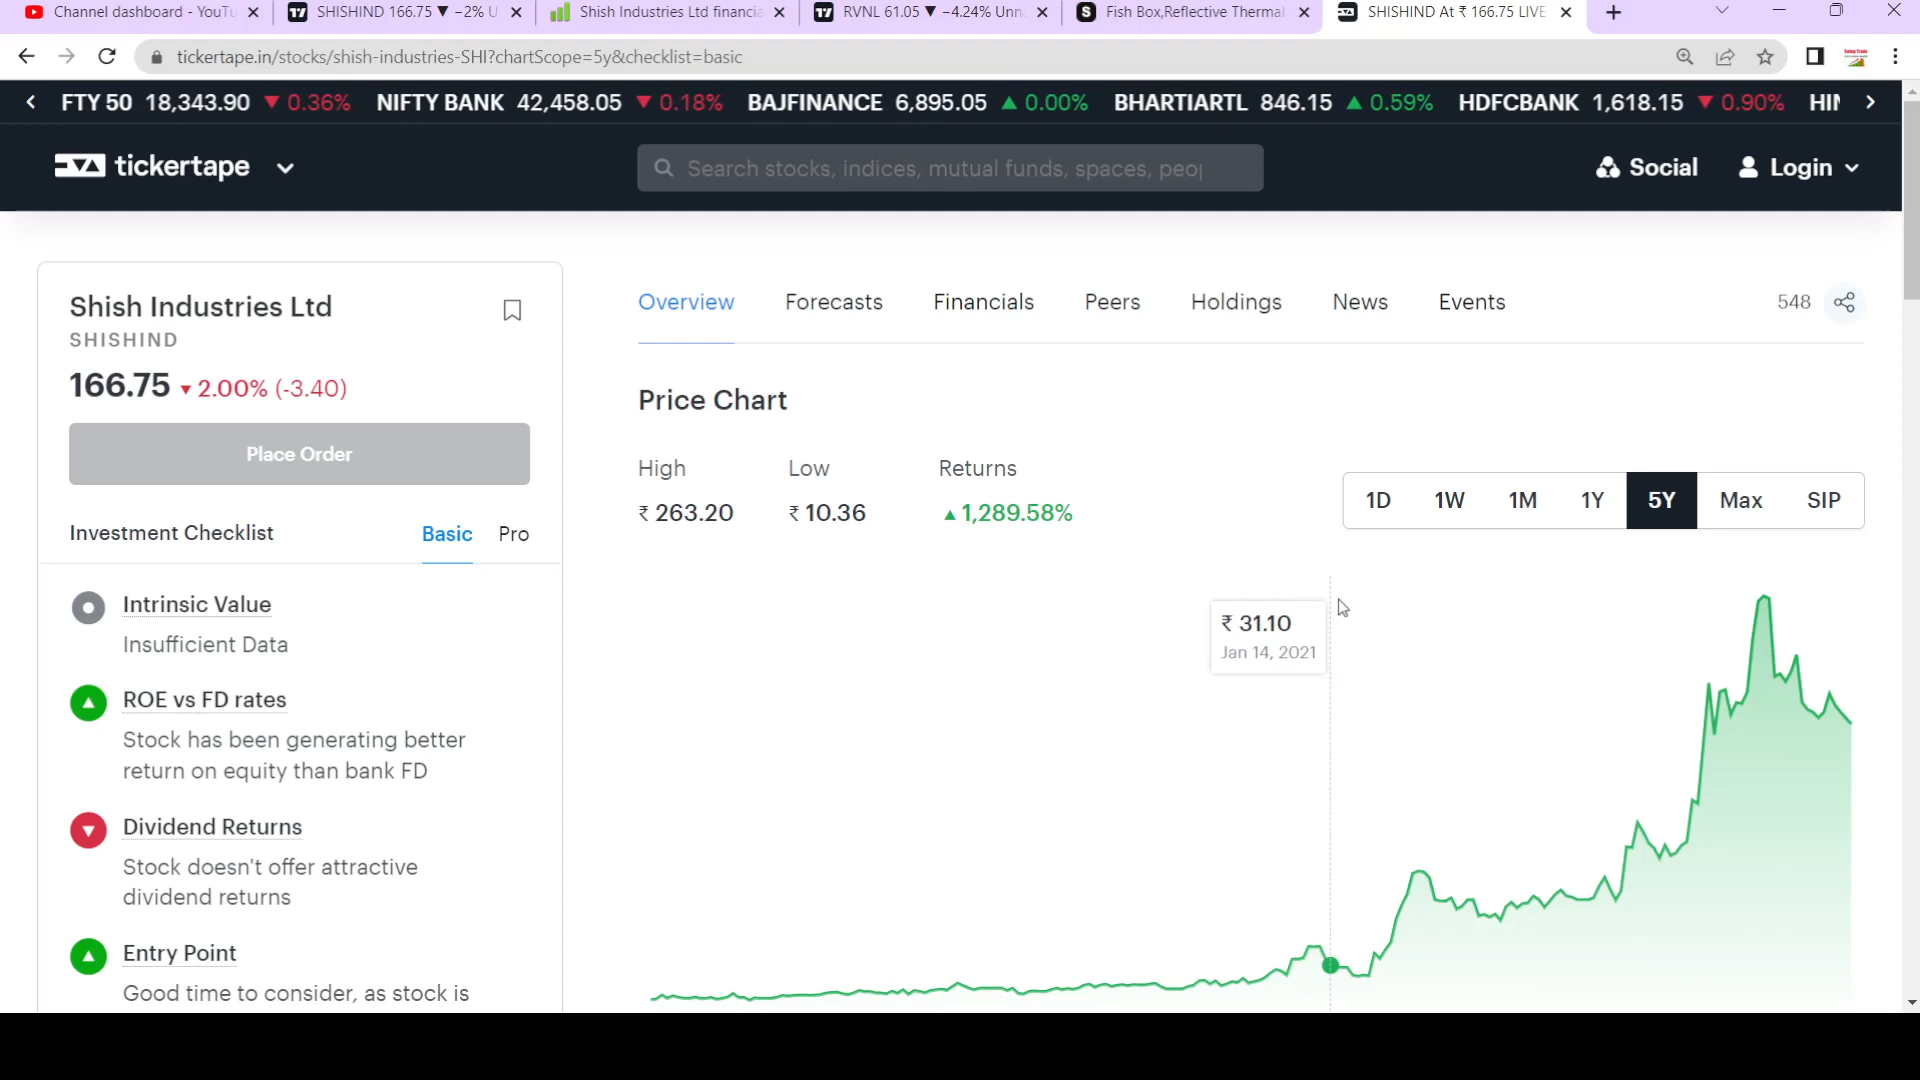 Channel dashboard - YouTu
SHISHIND 166.75 ▼ −2% U
Shish Industries Ltd financia
RVNL 61.05 ▼ −4.24% Unna
Fish Box,Reflective Thermal
SHISHIND At ₹ 166.75 LIVE
tickertape.in/stocks/shish-industries-SHI?chartScope=5y&checklist=basic
FTY 50 18,343.90 ▼ 0.36% NIFTY BANK 42,458.05 ▼ 0.18% BAJFINANCE 6,895.05 ▲ 0.00% BHARTIARTL 846.15 ▲ 0.59% HDFCBANK 1,618.15 ▼ 0.90%
tickertape
Search stocks, indices, mutual funds, spaces, peo
Social
Login
Shish Industries Ltd
SHISHIND
166.75 ▼ 2.00% (-3.40)
Place Order
Investment Checklist
Basic
Pro
Intrinsic Value
Insufficient Data
ROE vs FD rates
Stock has been generating better
return on equity than bank FD
Dividend Returns
Stock doesn't offer attractive
dividend returns
Entry Point
Good time to consider, as stock is
Overview
Forecasts
Financials
Peers
Holdings
News
Events
548
Price Chart
High
Low
Returns
₹ 263.20
₹ 10.36
▲ 1,289.58%
1D
1W
1M
1Y
5Y
Max
SIP
₹ 31.10
Jan 14, 2021